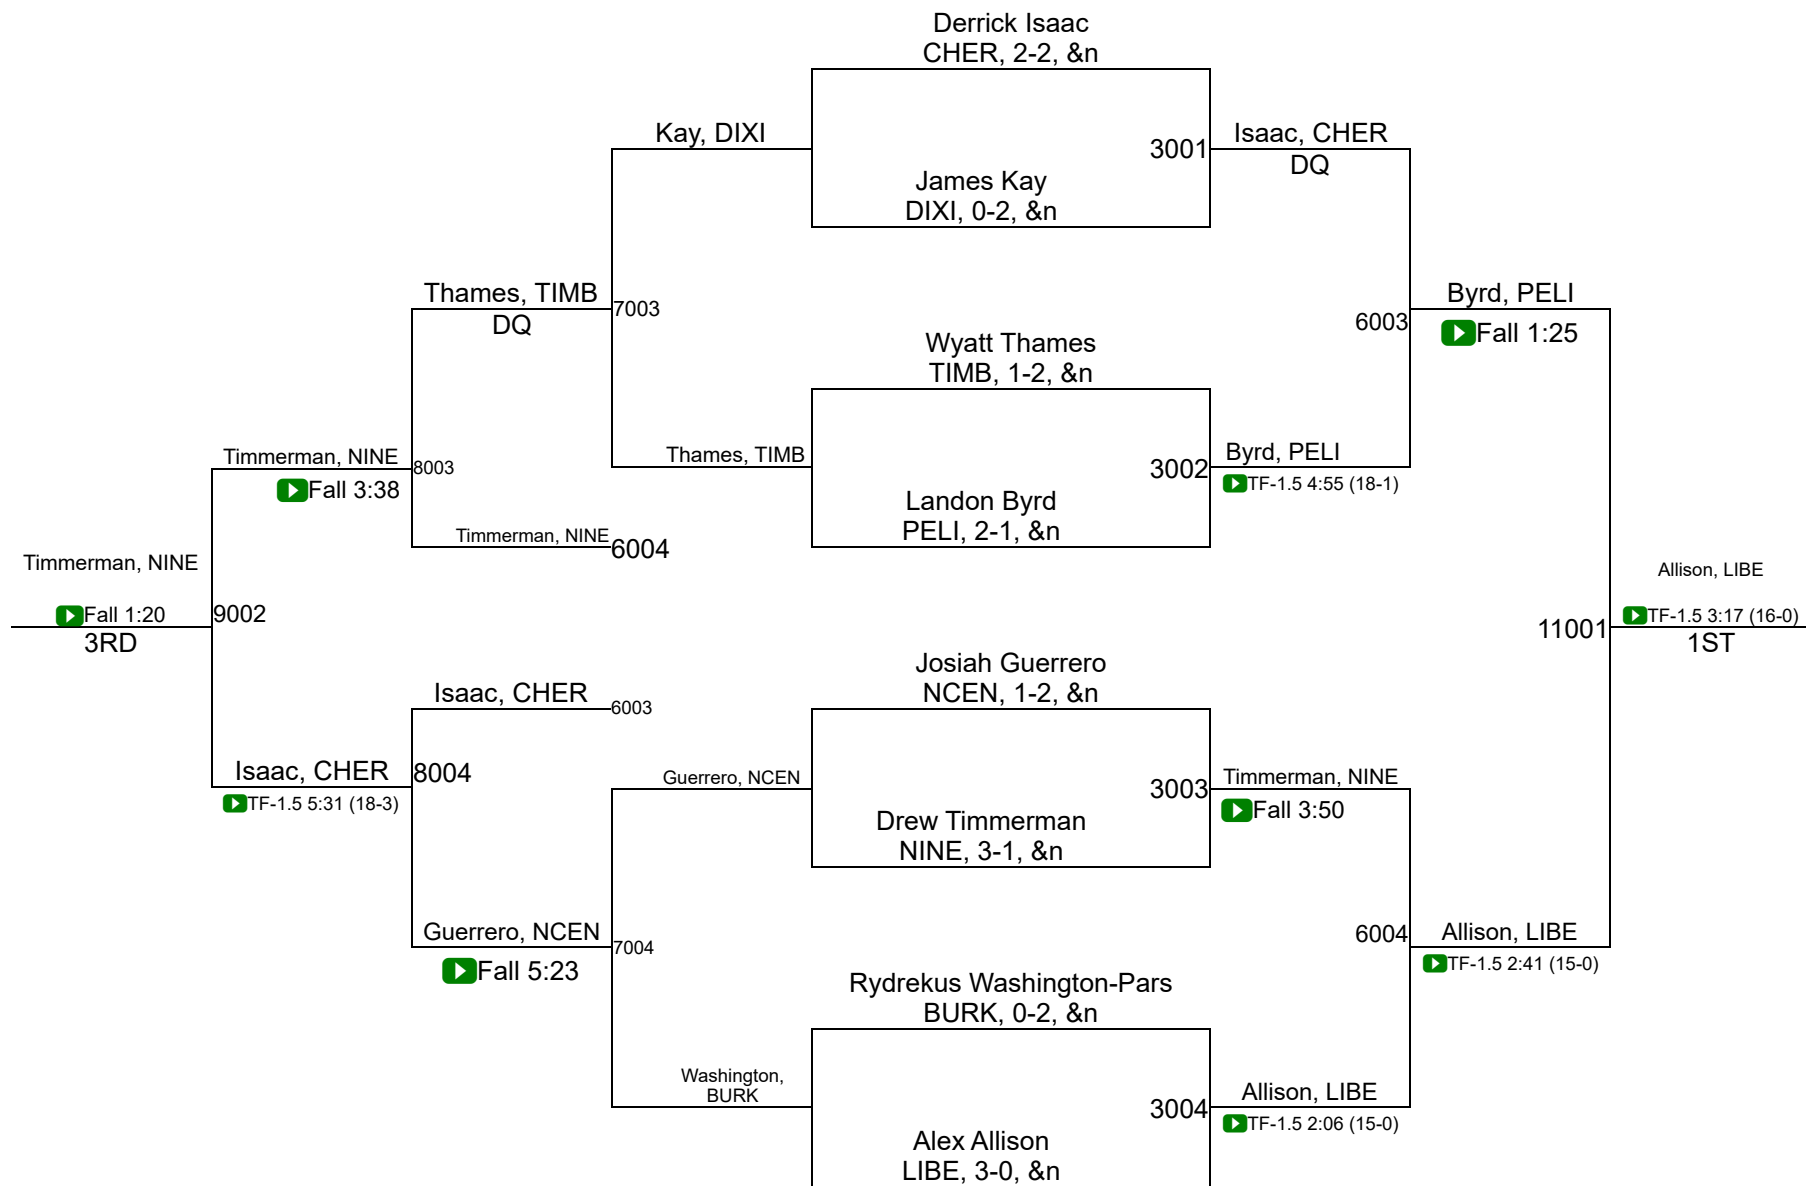 Derrick Isaac
CHER, 2-2, &n
Kay, DIXI
3001
Isaac, CHER
DQ
James Kay
DIXI, 0-2, &n
Thames, TIMB
DQ
7003
6003
Byrd, PELI
Fall 1:25
Wyatt Thames
TIMB, 1-2, &n
Timmerman, NINE
Fall 3:38
8003
Thames, TIMB
3002
Byrd, PELI
TF-1.5 4:55 (18-1)
Landon Byrd
PELI, 2-1, &n
Timmerman, NINE
6004
Timmerman, NINE
Fall 1:20
3RD
9002
11001
Allison, LIBE
TF-1.5 3:17 (16-0)
1ST
Josiah Guerrero
NCEN, 1-2, &n
Isaac, CHER
6003
Isaac, CHER
TF-1.5 5:31 (18-3)
8004
Guerrero, NCEN
3003
Timmerman, NINE
Fall 3:50
Drew Timmerman
NINE, 3-1, &n
Guerrero, NCEN
Fall 5:23
7004
6004
Allison, LIBE
TF-1.5 2:41 (15-0)
Rydrekus Washington-Pars
BURK, 0-2, &n
Washington,
BURK
3004
Allison, LIBE
TF-1.5 2:06 (15-0)
Alex Allison
LIBE, 3-0, &n